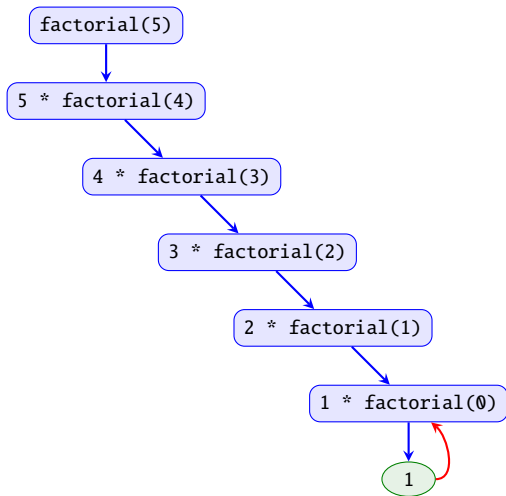 factorial(5)
5 * factorial(4)
4 * factorial(3)
3 * factorial(2)
2 * factorial(1)
1 * factorial(0)
1